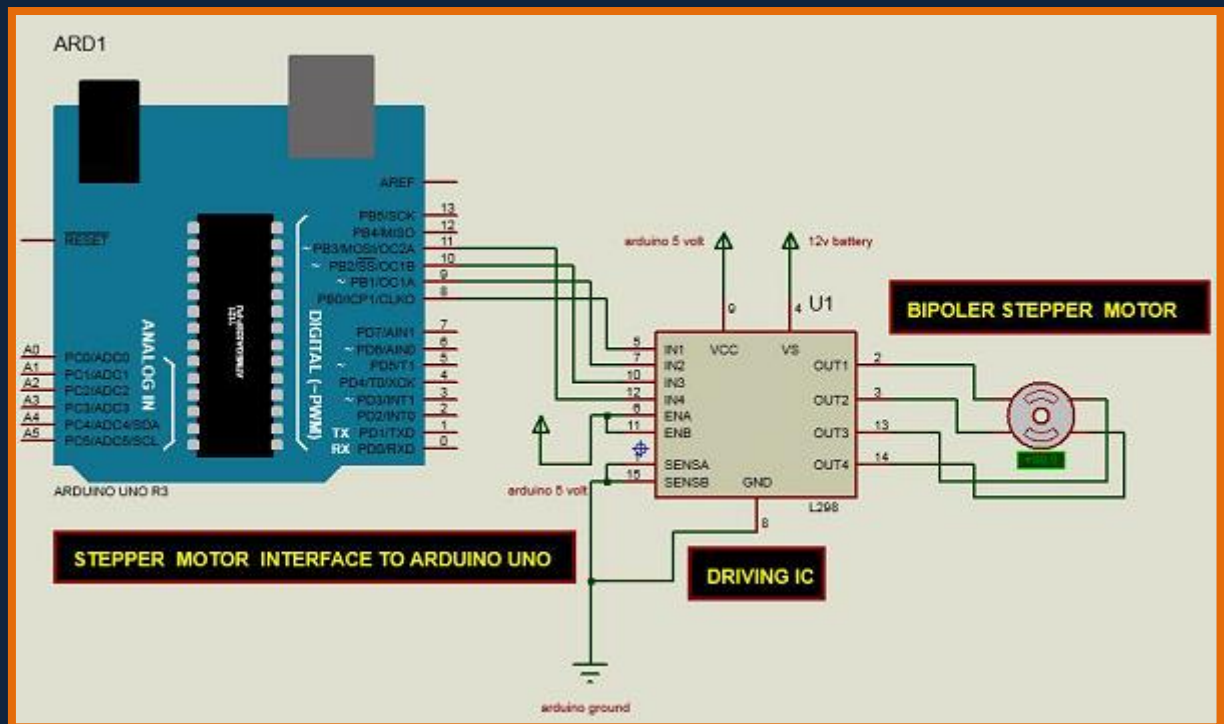 ARD1
AREF
RESET
PB5/SCK 13
PB4/MISO 12
~PB3/MOSI/OC2A 11
~ PB2/SS/OC1B 10
~ PB1/OC1A 9
PB0/ICP1/CLKO 8
PD7/AIN1 7
~ PD6/AIN0 6
~ PD5/T1 5
PD4/T0/XCK 4
~ PD3/INT1 3
PD2/INT0 2
TX PD1/TXD 1
RX PD0/RXD 0
DIGITAL (~PWM)
ANALOG IN
A0 PC0/ADC0
A1 PC1/ADC1
A2 PC2/ADC2
A3 PC3/ADC3
A4 PC4/ADC4/SDA
A5 PC5/ADC5/SCL
ARDUINO UNO R3
arduino 5 volt
12v battery
9
4
U1
BIPOLER STEPPER MOTOR
5 IN1
7 IN2
10 IN3
12 IN4
6 ENA
11 ENB
SENSA
15 SENSB
VCC
VS
GND
OUT1 2
OUT2 3
OUT3 13
OUT4 14
8
L298
arduino 5 volt
STEPPER MOTOR INTERFACE TO ARDUINO UNO
DRIVING IC
arduino ground